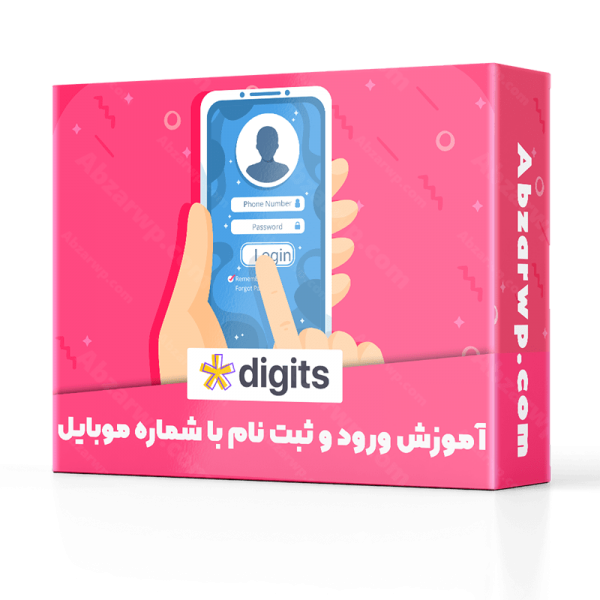 Phone Number
Password
Login
digits
آموزش ورود و ثبت نام با شماره موبایل
Abzarwp.com